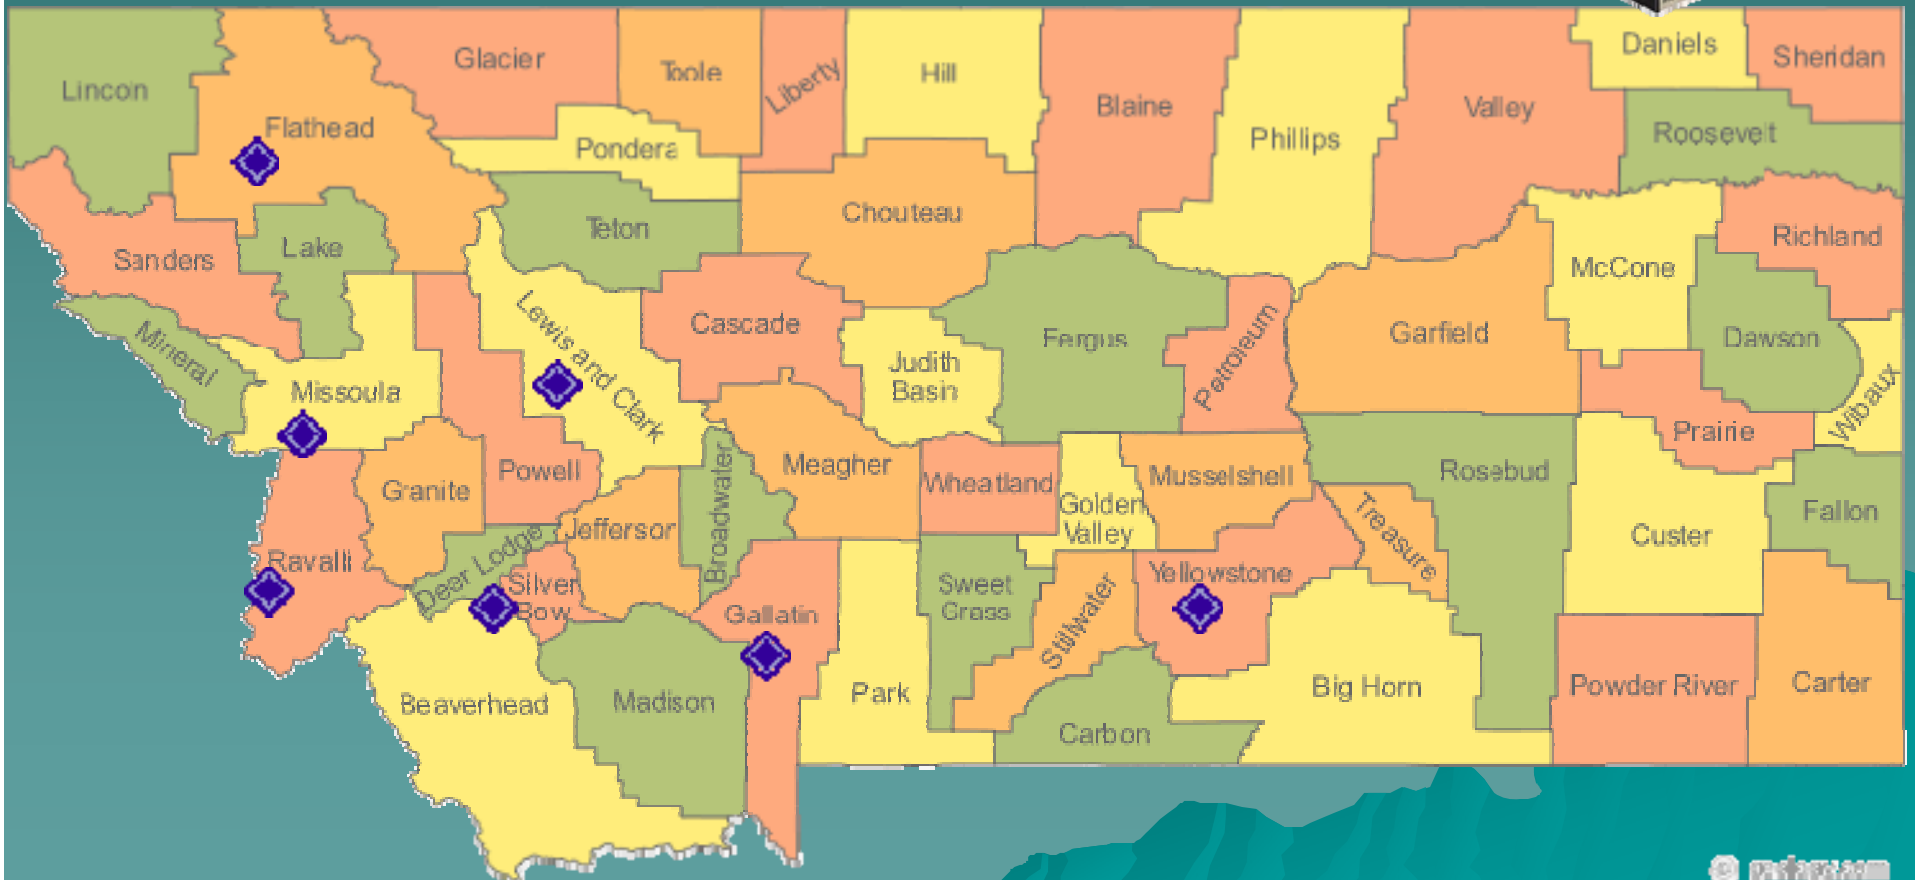 Lincoln
Flathead
Glacier
Toole
Liberty
Hill
Blaine
Phillips
Valley
Daniels
Sheridan
Roosevelt
Pondera
Teton
Chouteau
Sanders
Lake
Richland
McCone
Dawson
Mineral
Missoula
Lewis and Clark
Cascade
Judith
Basin
Fergus
Petroleum
Garfield
Prairie
Wibaux
Powell
Granite
Meagher
Wheatland
Golden
Valley
Musselshell
Rosebud
Treasure
Custer
Fallon
Ravalli
Deer Lodge
Silver
Bow
Jefferson
Broadwater
Gallatin
Sweet
Grass
Stillwater
Yellowstone
Beaverhead
Madison
Park
Carbon
Big Horn
Powder River
Carter